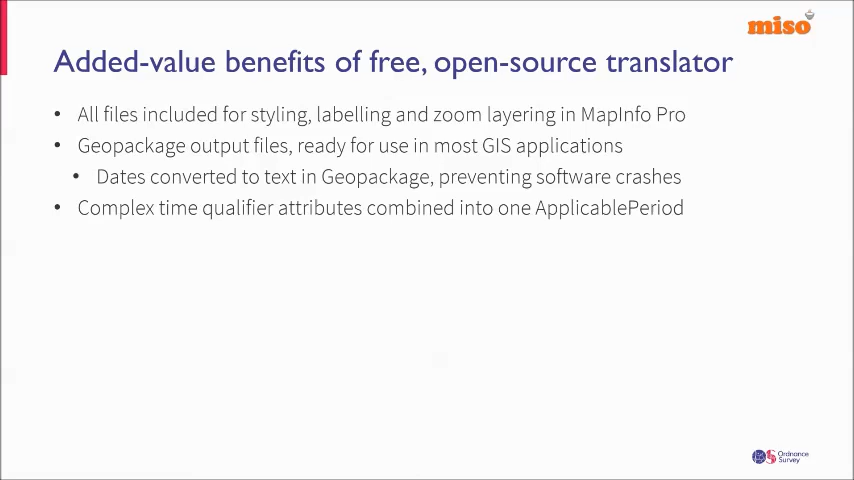 miso
Added-value benefits of free, open-source translator
• All files included for styling, labelling and zoom layering in MapInfo Pro
• Geopackage output files, ready for use in most GIS applications
• Dates converted to text in Geopackage, preventing software crashes
• Complex time qualifier attributes combined into one ApplicablePeriod
OS Ordnance
Survey